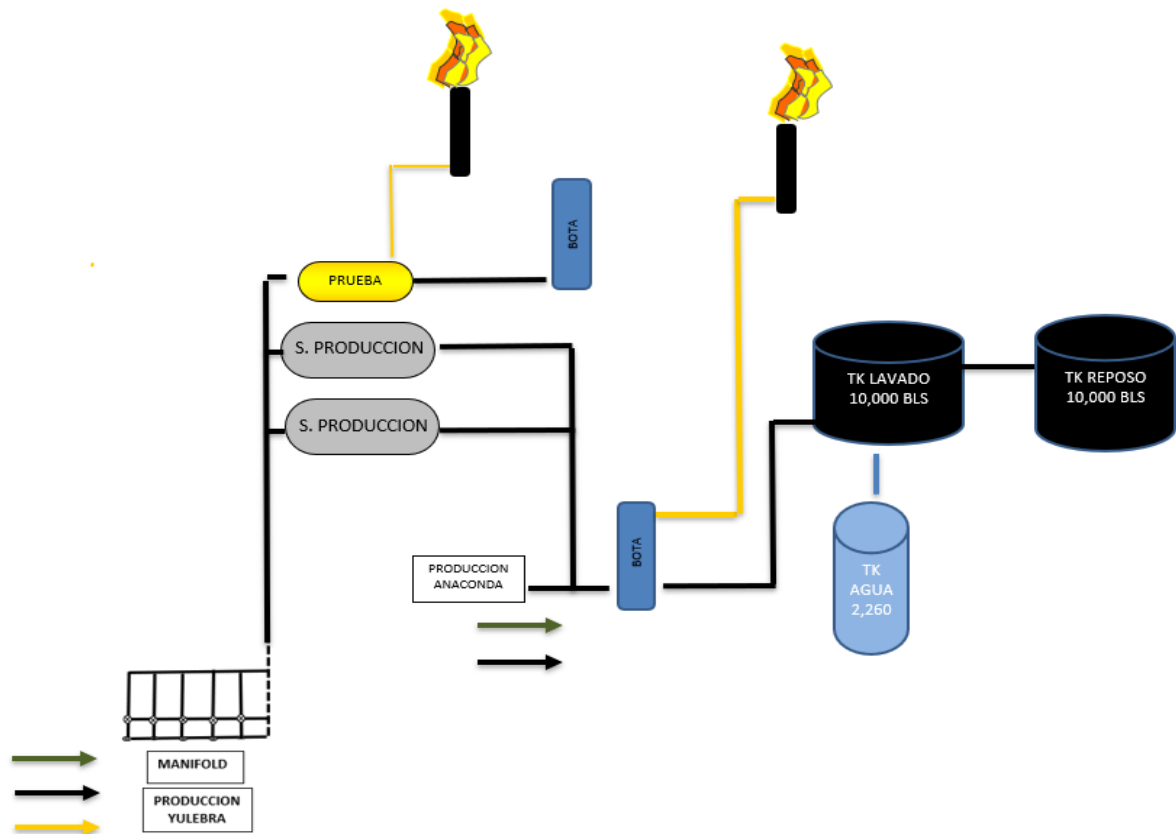 BOTA
PRUEBA
S. PRODUCCION
S. PRODUCCION
TK LAVADO
10,000 BLS
TK REPOSO
10,000 BLS
BOTA
PRODUCCION
ANACONDA
TK
AGUA
2,260
MANIFOLD
PRODUCCION
YULEBRA